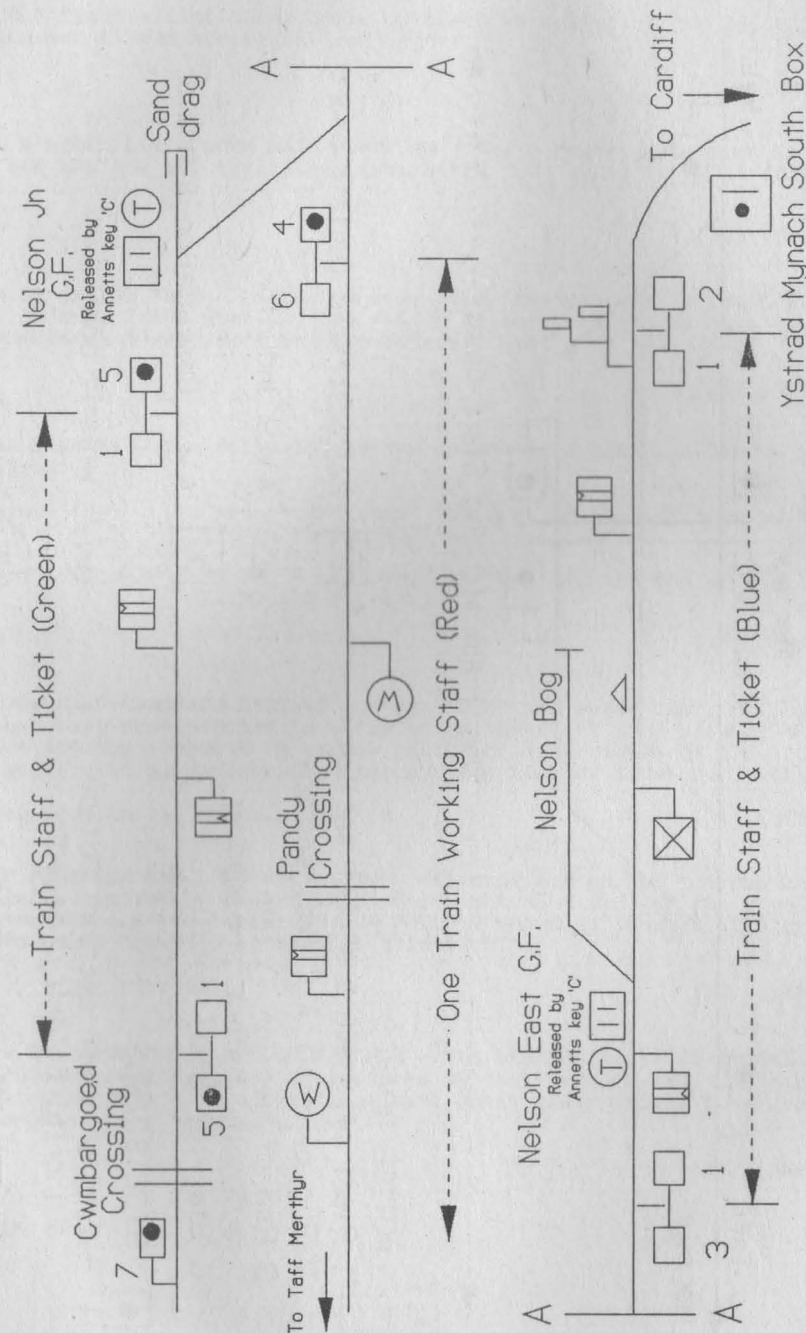 Cwmbargoed
Crossing
7
5
1
Train Staff & Ticket (Green)
1
5
Nelson Jn
G.F.
Released by
Annetts key 'C'
T
Sand
drag
To Taff Merthyr
W
Pandy
Crossing
W
6
4
A
A
One Train Working Staff (Red)
A
A
3
1
Nelson East G.F.
Released by
Annetts key 'C'
T
Nelson Bog
1
2
To Cardiff
Train Staff & Ticket (Blue)
Ystrad Mynach South Box